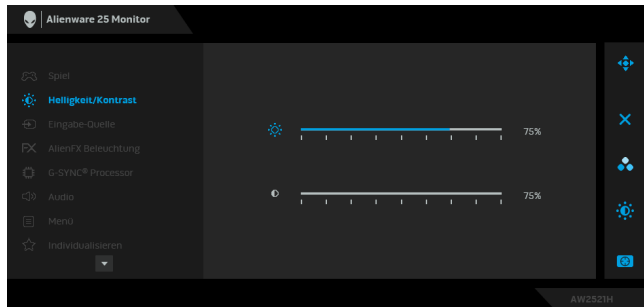 Alienware 25 Monitor
Spiel
Helligkeit/Kontrast
Eingabe-Quelle
AlienFX Beleuchtung
G-SYNC® Processor
Audio
Menü
Individualisieren
75%
75%
AW2521H